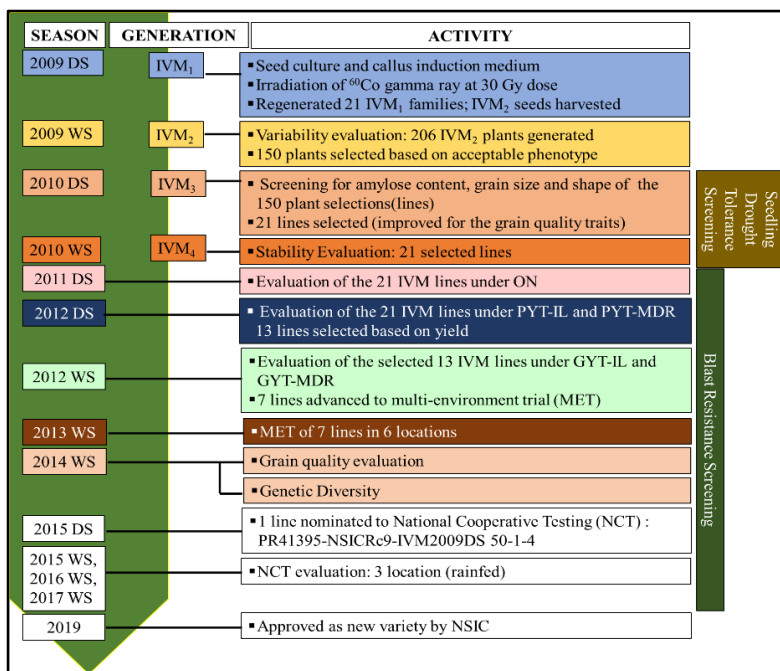 SEASON GENERATION ACTIVITY
2009 DS IVM₁
▪ Seed culture and callus induction medium
▪ Irradiation of ⁶⁰Co gamma ray at 30 Gy dose
▪ Regenerated 21 IVM₁ families; IVM₂ seeds harvested
2009 WS IVM₂
▪ Variability evaluation: 206 IVM₂ plants generated
▪ 150 plants selected based on acceptable phenotype
2010 DS IVM₃
▪ Screening for amylose content, grain size and shape of the
150 plant selections(lines)
▪ 21 lines selected (improved for the grain quality traits)
2010 WS IVM₄
▪ Stability Evaluation: 21 selected lines
Seedling
Drought
Tolerance
Screening
2011 DS
▪ Evaluation of the 21 IVM lines under ON
2012 DS
▪ Evaluation of the 21 IVM lines under PYT-IL and PYT-MDR
13 lines selected based on yield
2012 WS
▪ Evaluation of the selected 13 IVM lines under GYT-IL and
GYT-MDR
▪ 7 lines advanced to multi-environment trial (MET)
2013 WS
▪ MET of 7 lines in 6 locations
2014 WS
▪ Grain quality evaluation
▪ Genetic Diversity
2015 DS
▪ 1 line nominated to National Cooperative Testing (NCT) :
PR41395-NSICRc9-IVM2009DS 50-1-4
2015 WS,
2016 WS,
2017 WS
▪ NCT evaluation: 3 location (rainfed)
Blast Resistance Screening
2019
▪ Approved as new variety by NSIC